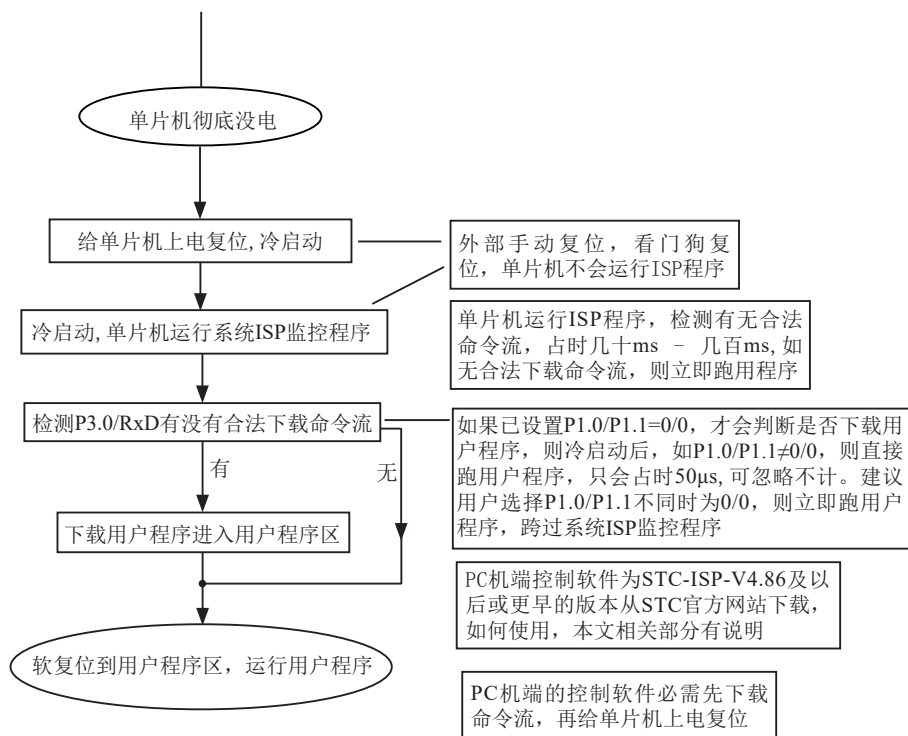 单片机彻底没电
给单片机上电复位,冷启动
外部手动复位，看门狗复
位，单片机不会运行ISP程序
冷启动,单片机运行系统ISP监控程序
单片机运行ISP程序，检测有无合法
命令流，占时几十ms － 几百ms,如
无合法下载命令流，则立即跑用程序
检测P3.0/RxD有没有合法下载命令流
有
无
如果已设置P1.0/P1.1=0/0，才会判断是否下载用
户程序，则冷启动后，如P1.0/P1.1≠0/0，则直接
跑用户程序，只会占时50μs,可忽略不计。建议
用户选择P1.0/P1.1不同时为0/0，则立即跑用户
程序，跨过系统ISP监控程序
下载用户程序进入用户程序区
PC机端控制软件为STC-ISP-V4.86及以
后或更早的版本从STC官方网站下载，
如何使用，本文相关部分有说明
软复位到用户程序区，运行用户程序
PC机端的控制软件必需先下载
命令流，再给单片机上电复位